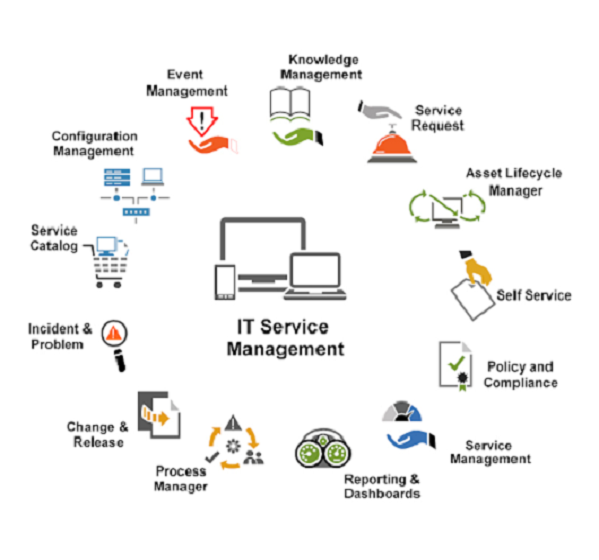 Knowledge
Management
Event
Management
Service
Request
Configuration
Management
Asset Lifecycle
Manager
Service
Catalog
Self Service
IT Service
Management
Incident &
Problem
Policy and
Compliance
Change &
Release
Service
Management
Process
Manager
Reporting &
Dashboards